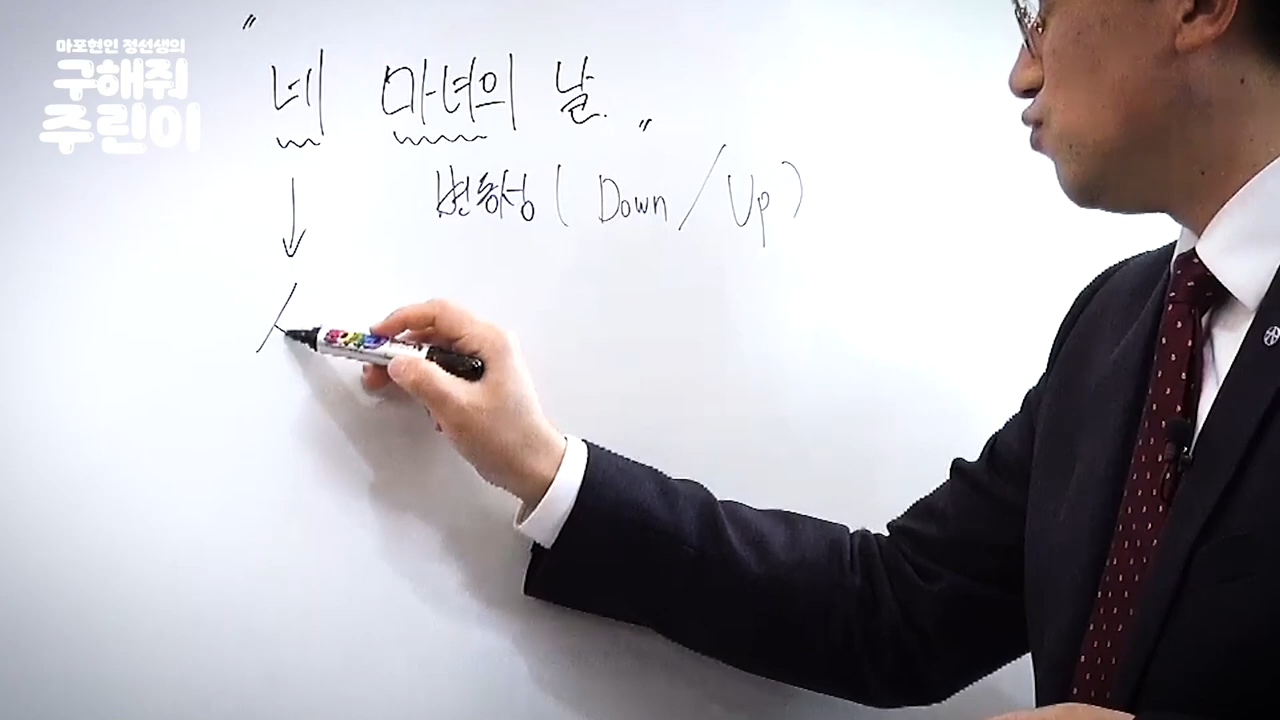 마포현인 정선생의
구해줘
주린이
"네 마녀의 날."
변동성 ( Down / Up )